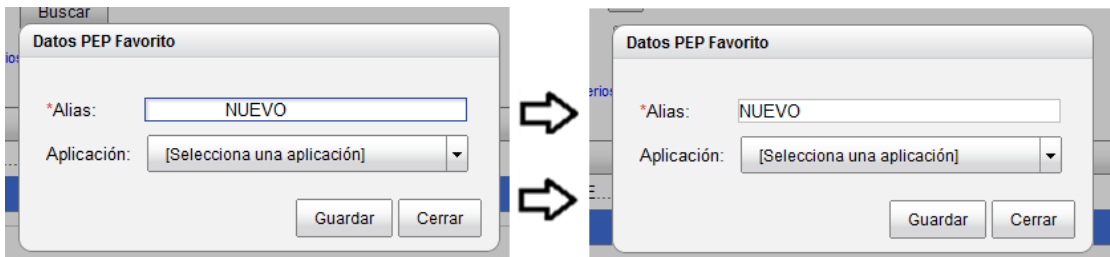 Buscar
Datos PEP Favorito
*Alias: NUEVO
Aplicación: [Selecciona una aplicación]
Guardar Cerrar
Datos PEP Favorito
*Alias: NUEVO
Aplicación: [Selecciona una aplicación]
Guardar Cerrar